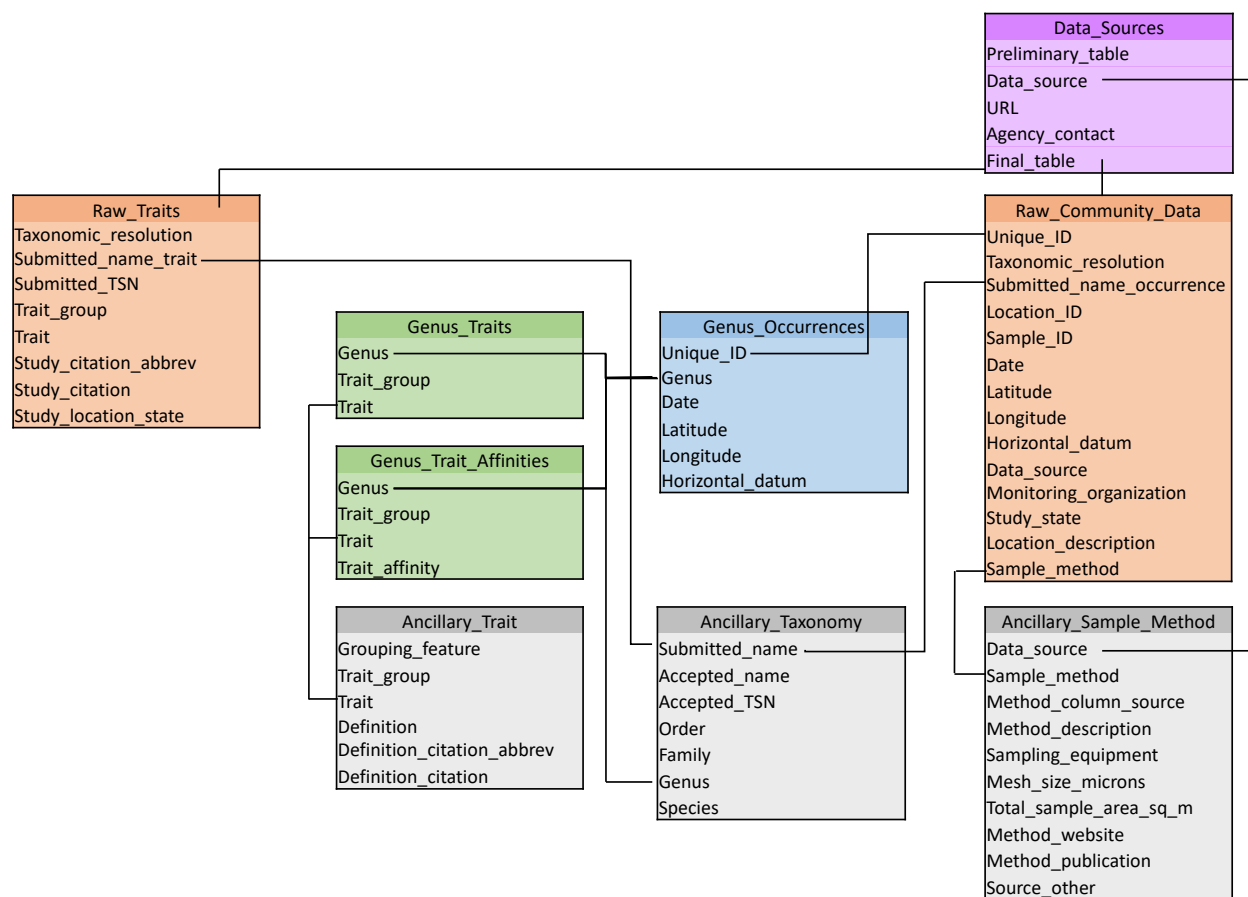 Data_Sources
Preliminary_table
Data_source
URL
Agency_contact
Final_table
Raw_Traits
Taxonomic_resolution
Submitted_name_trait
Submitted_TSN
Trait_group
Trait
Study_citation_abbrev
Study_citation
Study_location_state
Genus_Traits
Genus
Trait_group
Trait
Genus_Trait_Affinities
Genus
Trait_group
Trait
Trait_affinity
Ancillary_Trait
Grouping_feature
Trait_group
Trait
Definition
Definition_citation_abbrev
Definition_citation
Genus_Occurrences
Unique_ID
Genus
Date
Latitude
Longitude
Horizontal_datum
Ancillary_Taxonomy
Submitted_name
Accepted_name
Accepted_TSN
Order
Family
Genus
Species
Raw_Community_Data
Unique_ID
Taxonomic_resolution
Submitted_name_occurrence
Location_ID
Sample_ID
Date
Latitude
Longitude
Horizontal_datum
Data_source
Monitoring_organization
Study_state
Location_description
Sample_method
Ancillary_Sample_Method
Data_source
Sample_method
Method_column_source
Method_description
Sampling_equipment
Mesh_size_microns
Total_sample_area_sq_m
Method_website
Method_publication
Source_other